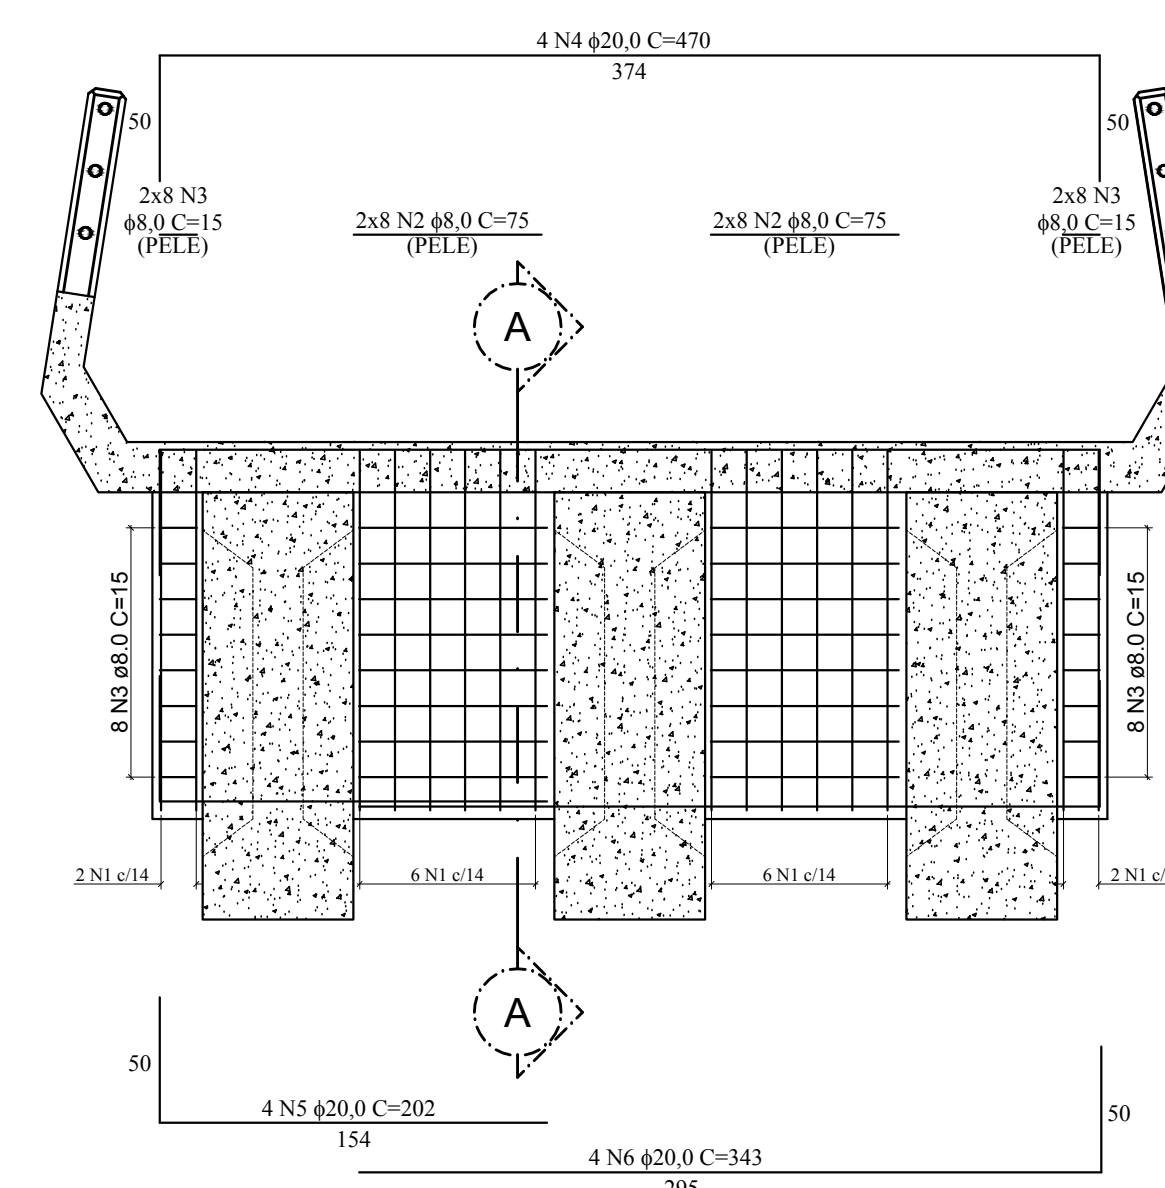 4 N4 ϕ20,0 C=470
374
50
50
2x8 N3
ϕ8,0 C=15
(PELE)
2x8 N2 ϕ8,0 C=75
(PELE)
2x8 N2 ϕ8,0 C=75
(PELE)
2x8 N3
ϕ8,0 C=15
(PELE)
A
8 N3 ø8.0 C=15
8 N3 ø8.0 C=15
2 N1 c/14
6 N1 c/14
6 N1 c/14
2 N1 c/
A
50
4 N5 ϕ20,0 C=202
154
50
4 N6 ϕ20,0 C=343
295